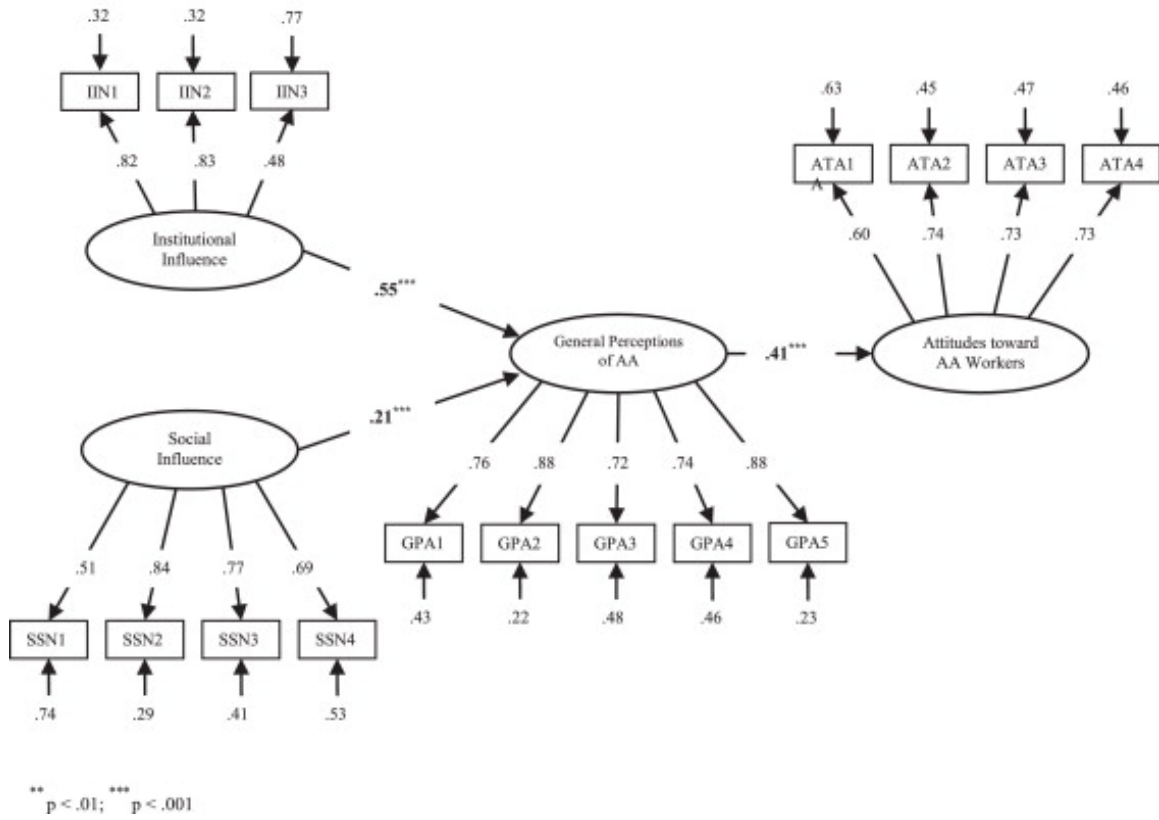 .32 .32 .77
IIN1 IIN2 IIN3
.82 .83 .48
Institutional
Influence
.63 .45 .47 .46
ATA1 ATA2 ATA3 ATA4
A
.60 .74 .73 .73
.55***
General Perceptions
of AA
.41***
Attitudes toward
AA Workers
.21***
Social
Influence
.76 .88 .72 .74 .88
GPA1 GPA2 GPA3 GPA4 GPA5
.43 .22 .48 .46 .23
.51 .84 .77 .69
SSN1 SSN2 SSN3 SSN4
.74 .29 .41 .53
** p < .01; *** p < .001